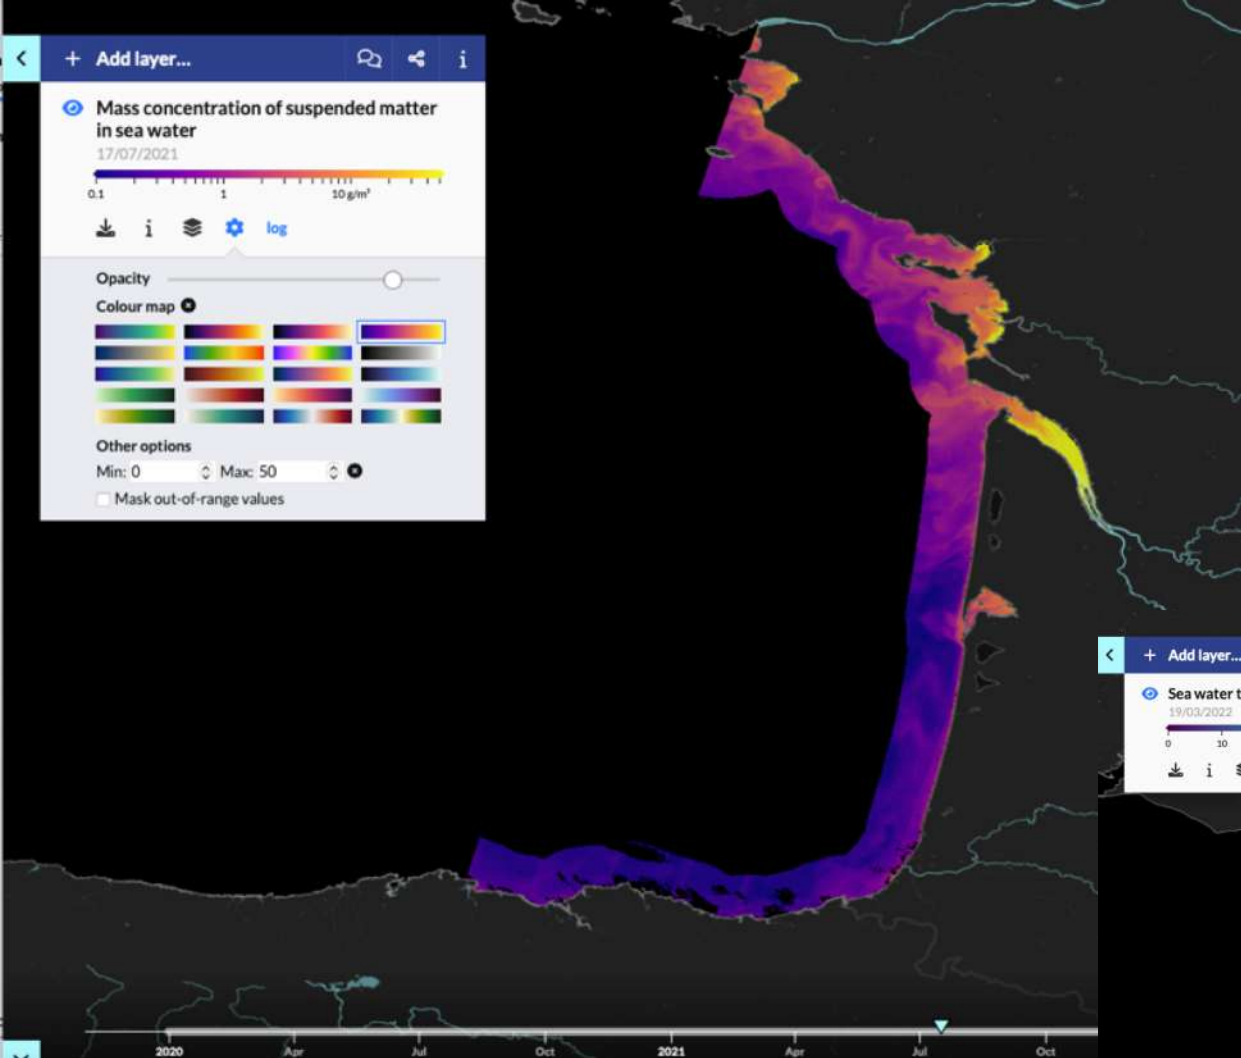 Add layer...
Mass concentration of suspended matter
in sea water
17/07/2021
0.1 1 10 g/m³
log
Opacity
Colour map
Other options
Min: 0 Max: 50
Mask out-of-range values
Add layer...
Sea water t
19/03/2022
0 10
2020 Apr Jul Oct 2021 Apr Jul Oct